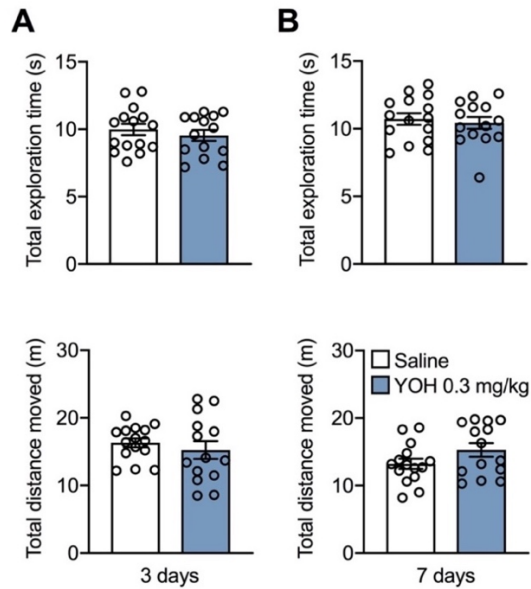 A
B
Total exploration time (s)
15
10
5
0
Total exploration time (s)
15
10
5
0
Total distance moved (m)
30
20
10
0
3 days
Total distance moved (m)
30
20
10
0
Saline
YOH 0.3 mg/kg
7 days